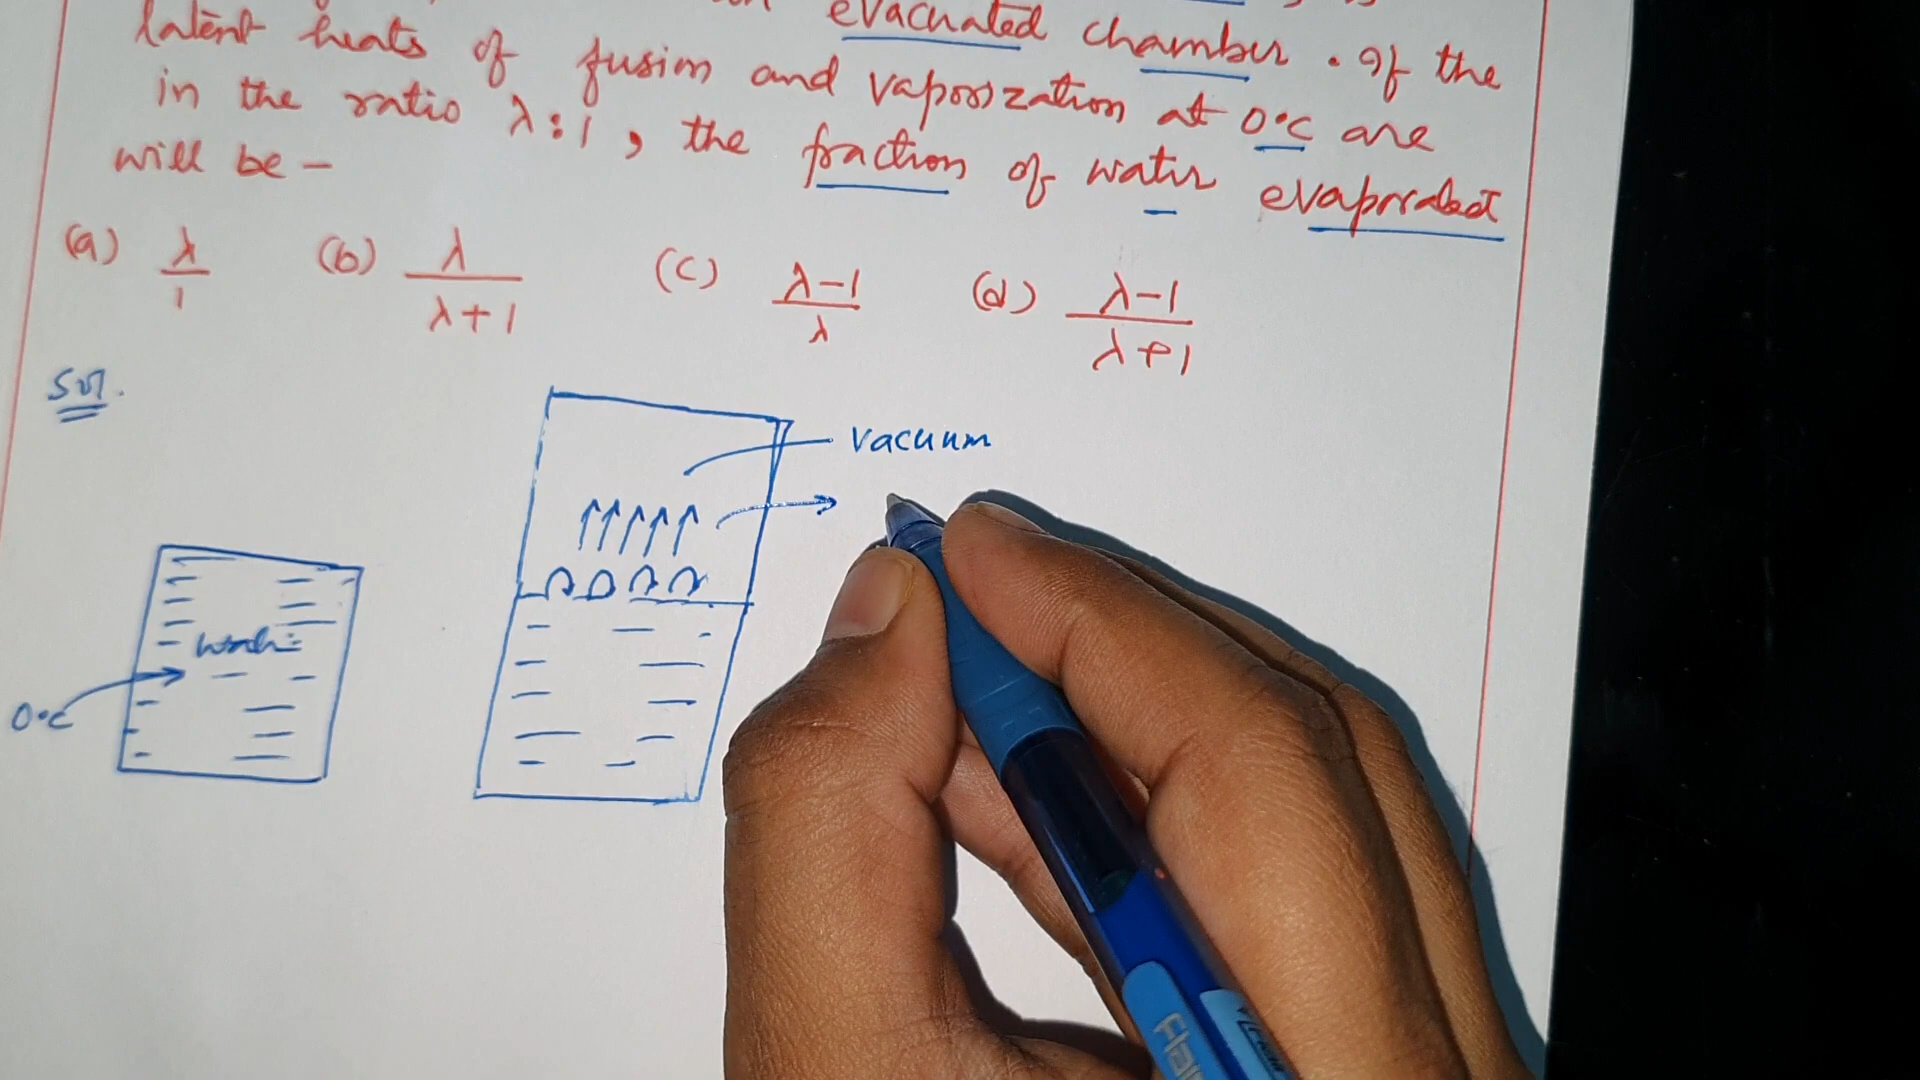 evacuated chamber. If the
latent heats of fusion and vaporization at 0°C are
in the ratio λ:1, the fraction of water evaporated
will be -
(a) λ/1 (b) λ/λ+1 (c) λ-1/λ (d) λ-1/λ+1
Sol.
Vacuum
0°C
Flair